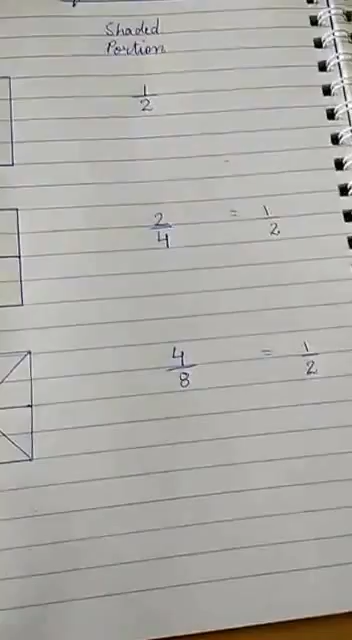 Shaded
Portion
1/2
2/4 = 1/2
4/8 = 1/2